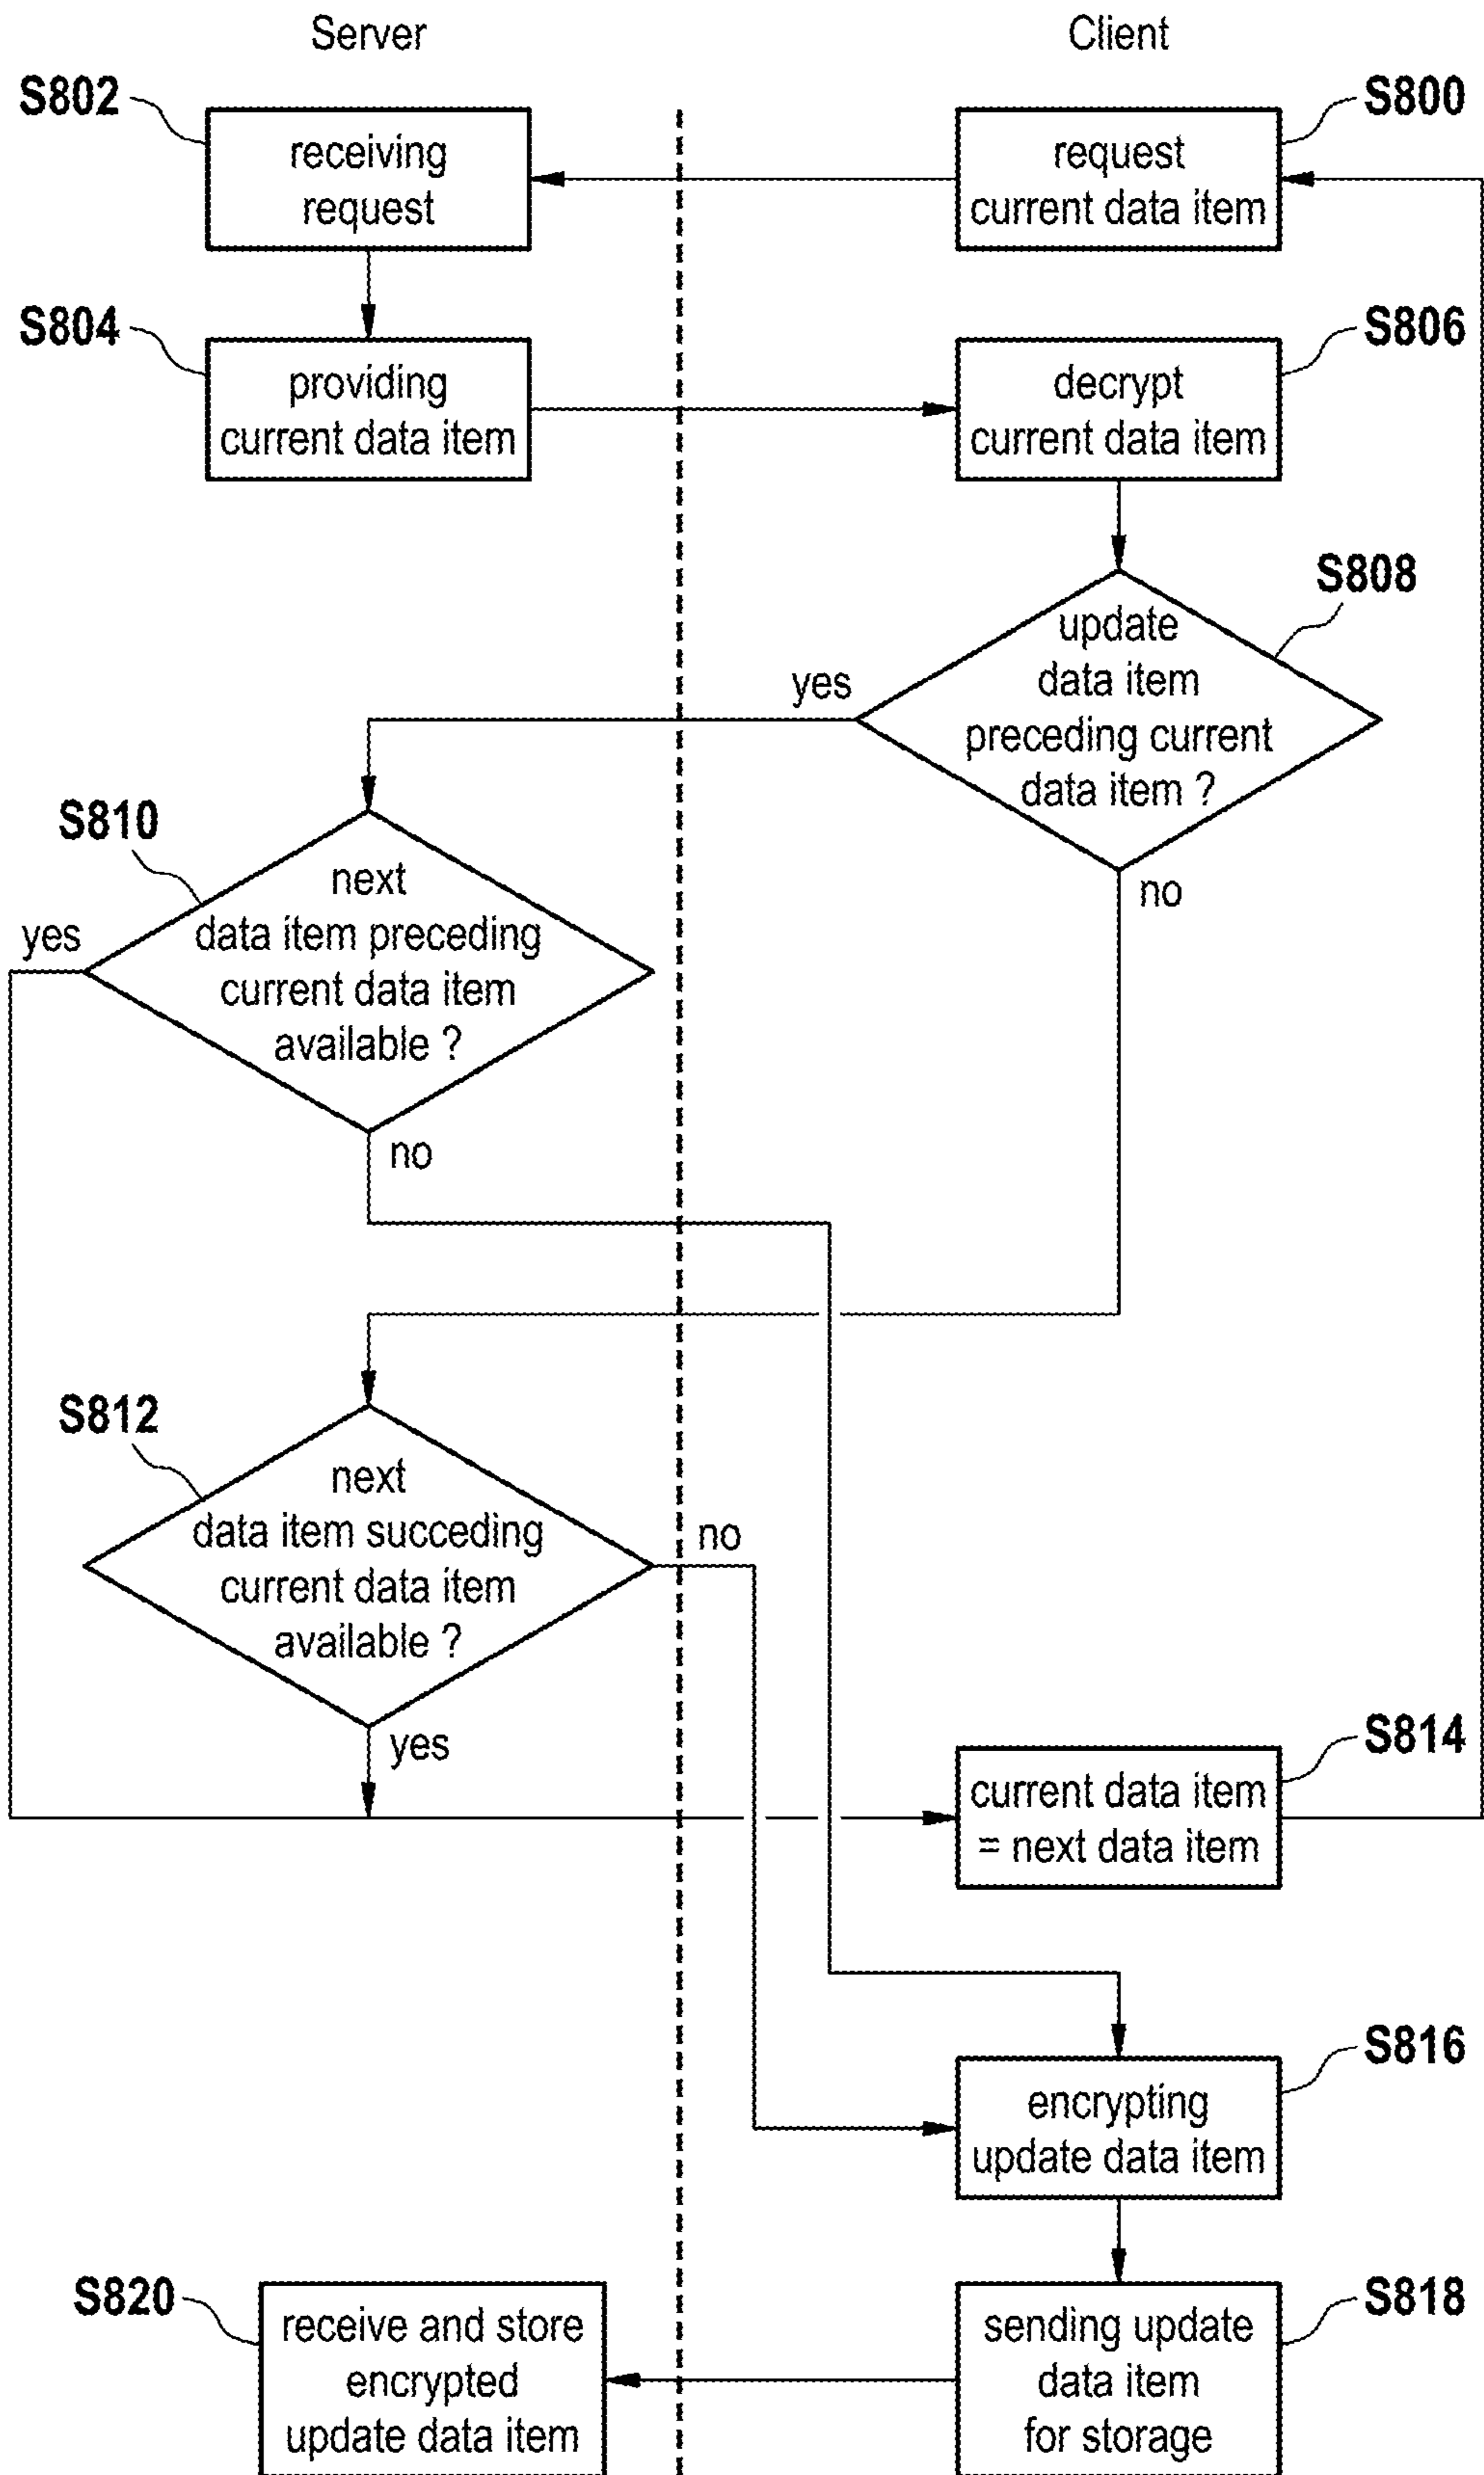 Server
Client
S802
S800
receiving
request
request
current data item
S804
S806
providing
current data item
decrypt
current data item
S808
update
data item
preceding current
data item ?
yes
no
S810
next
data item preceding
current data item
available ?
yes
no
S812
next
data item succeding
current data item
available ?
no
yes
S814
current data item
= next data item
S816
encrypting
update data item
S820
S818
receive and store
encrypted
update data item
sending update
data item
for storage